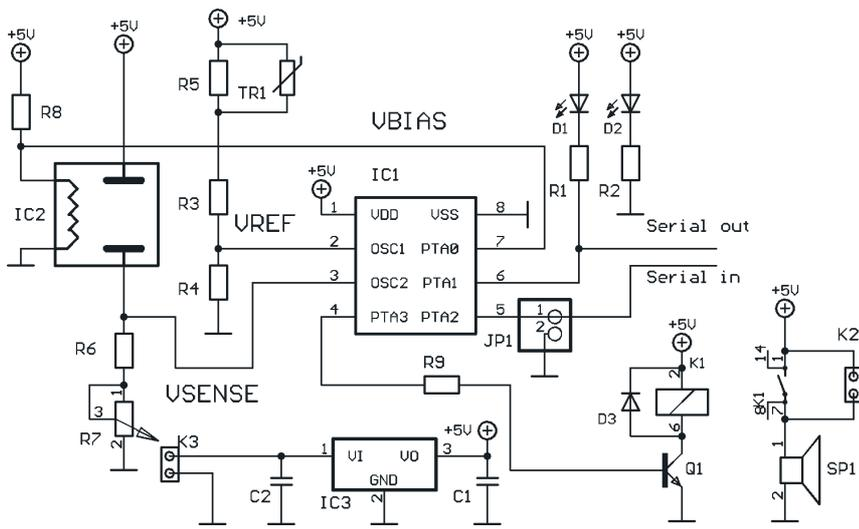 +5V
+5V
+5V
+5V
+5V
R5
TR1
R8
VBIAS
D1
D2
+5V
IC1
R1
R2
IC2
R3
VREF
1
VDD
VSS
8
Serial out
2
OSC1
PTA0
7
R4
3
OSC2
PTA1
6
Serial in
4
PTA3
PTA2
5
1
2
JP1
+5V
+5V
R6
R9
K1
2
14
1
K2
VSENSE
1
3
R7
2
D3
6
K1
8
7
K3
+5V
1
VI
VO
3
GND
2
C2
IC3
C1
Q1
1
SP1
2